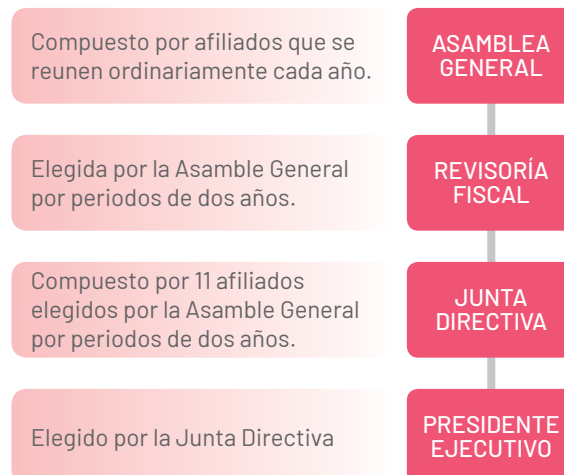 Compuesto por afiliados que se
reunen ordinariamente cada año.
ASAMBLEA
GENERAL
Elegida por la Asamble General
por periodos de dos años.
REVISORÍA
FISCAL
Compuesto por 11 afiliados
elegidos por la Asamble General
por periodos de dos años.
JUNTA
DIRECTIVA
Elegido por la Junta Directiva
PRESIDENTE
EJECUTIVO